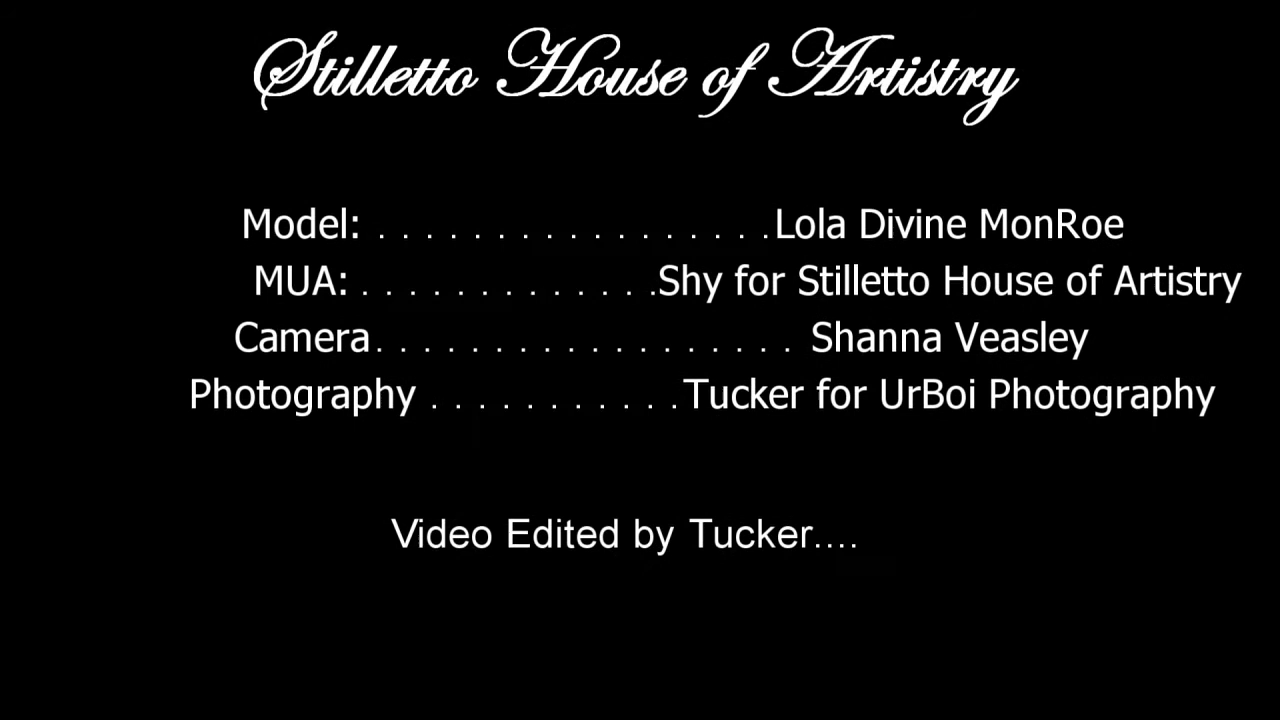 Stilletto House of Artistry
Model: . . . . . . . . . . . . . . . . .Lola Divine MonRoe
MUA: . . . . . . . . . . . . .Shy for Stilletto House of Artistry
Camera. . . . . . . . . . . . . . . . . . Shanna Veasley
Photography . . . . . . . . . . .Tucker for UrBoi Photography
Video Edited by Tucker....